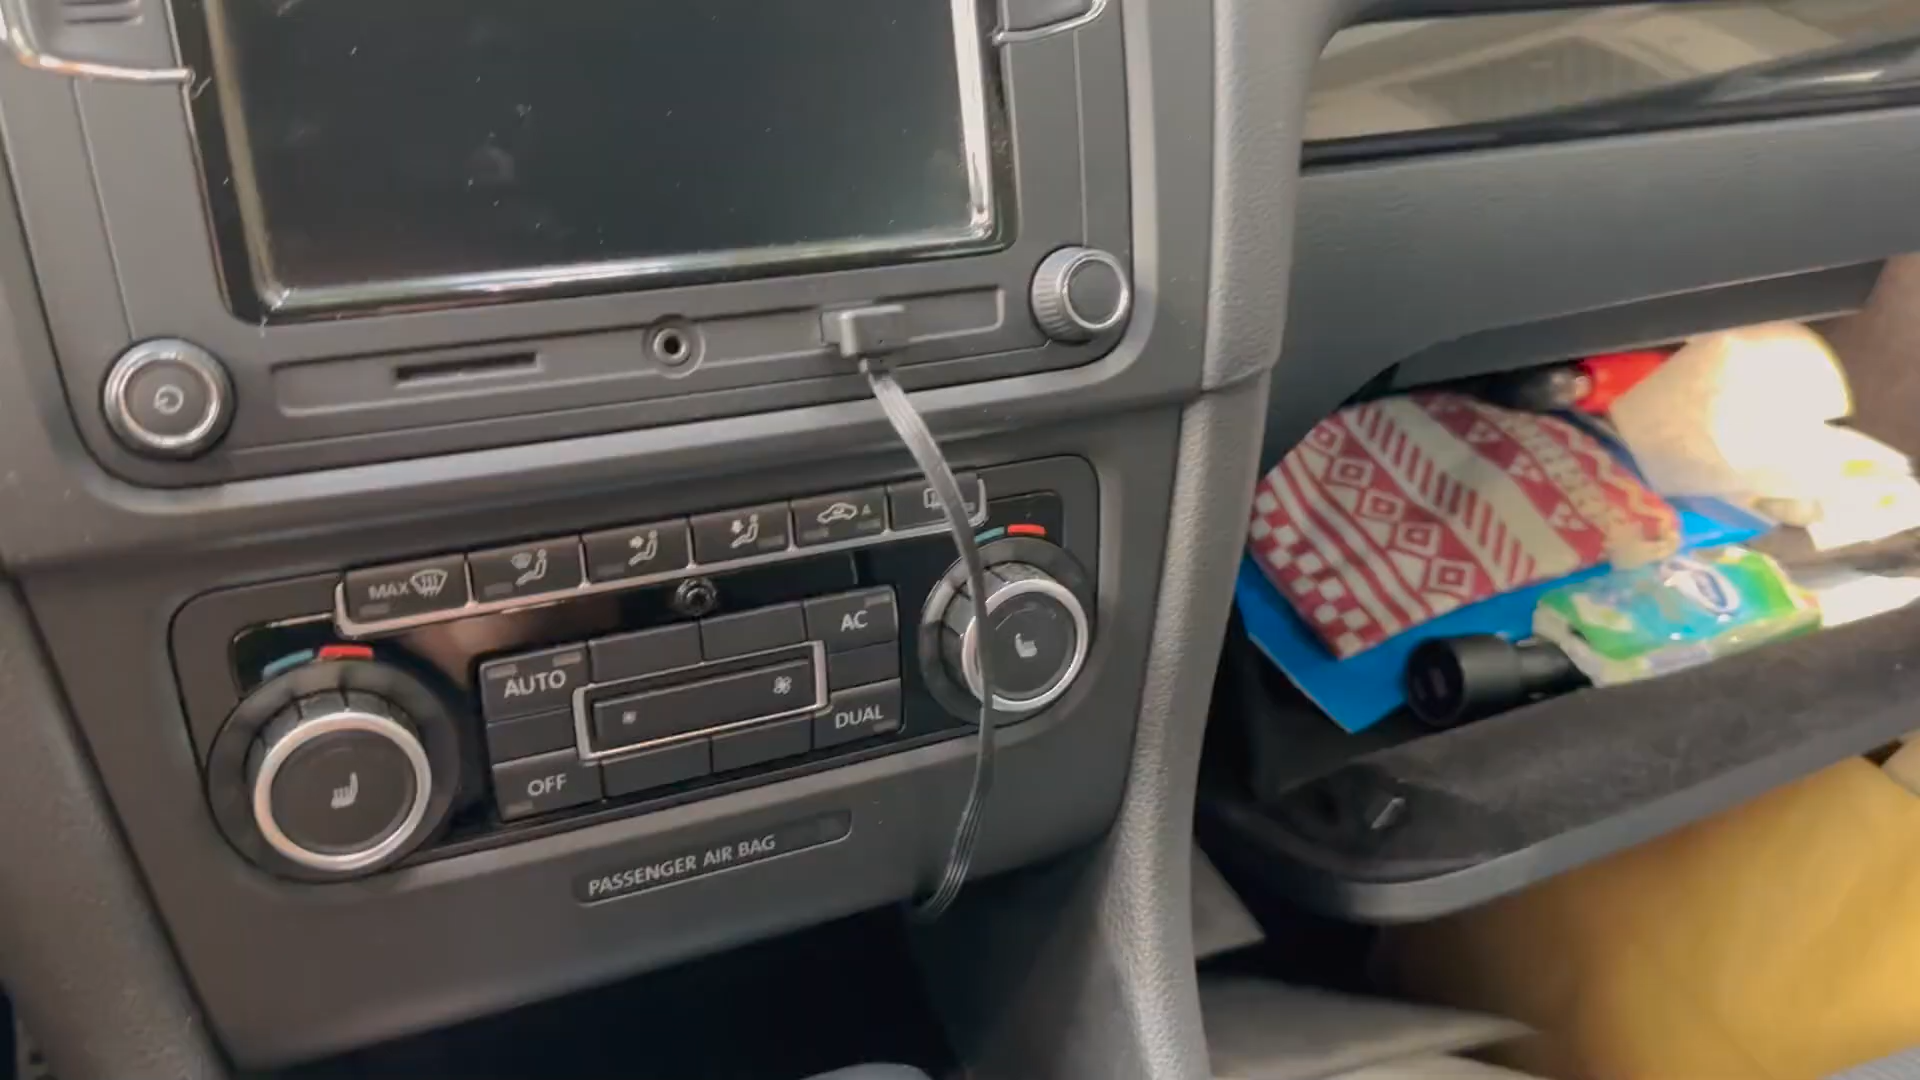 MAX
A
AUTO
AC
DUAL
OFF
PASSENGER AIR BAG